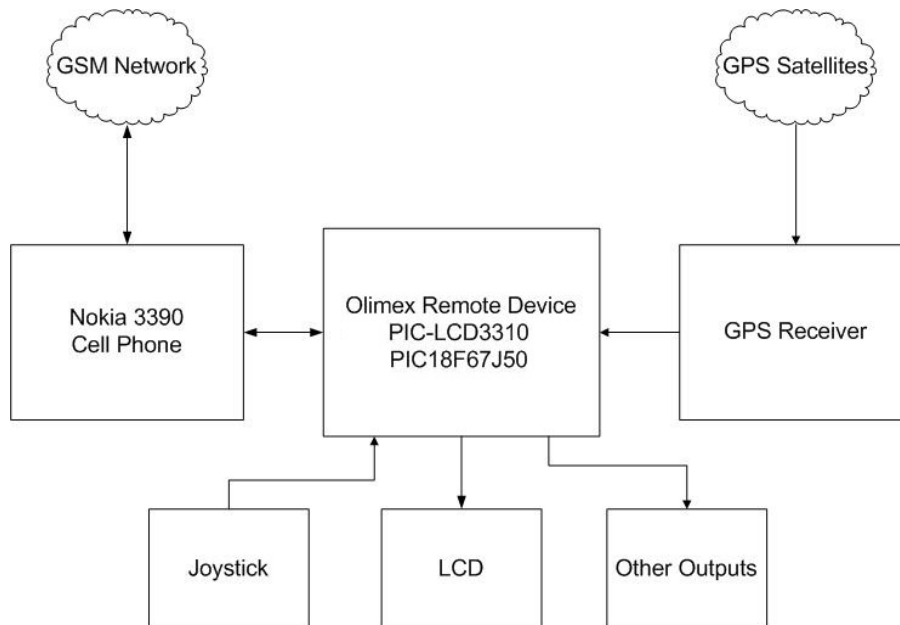 GSM Network
GPS Satellites
Nokia 3390
Cell Phone
Olimex Remote Device
PIC-LCD3310
PIC18F67J50
GPS Receiver
Joystick
LCD
Other Outputs